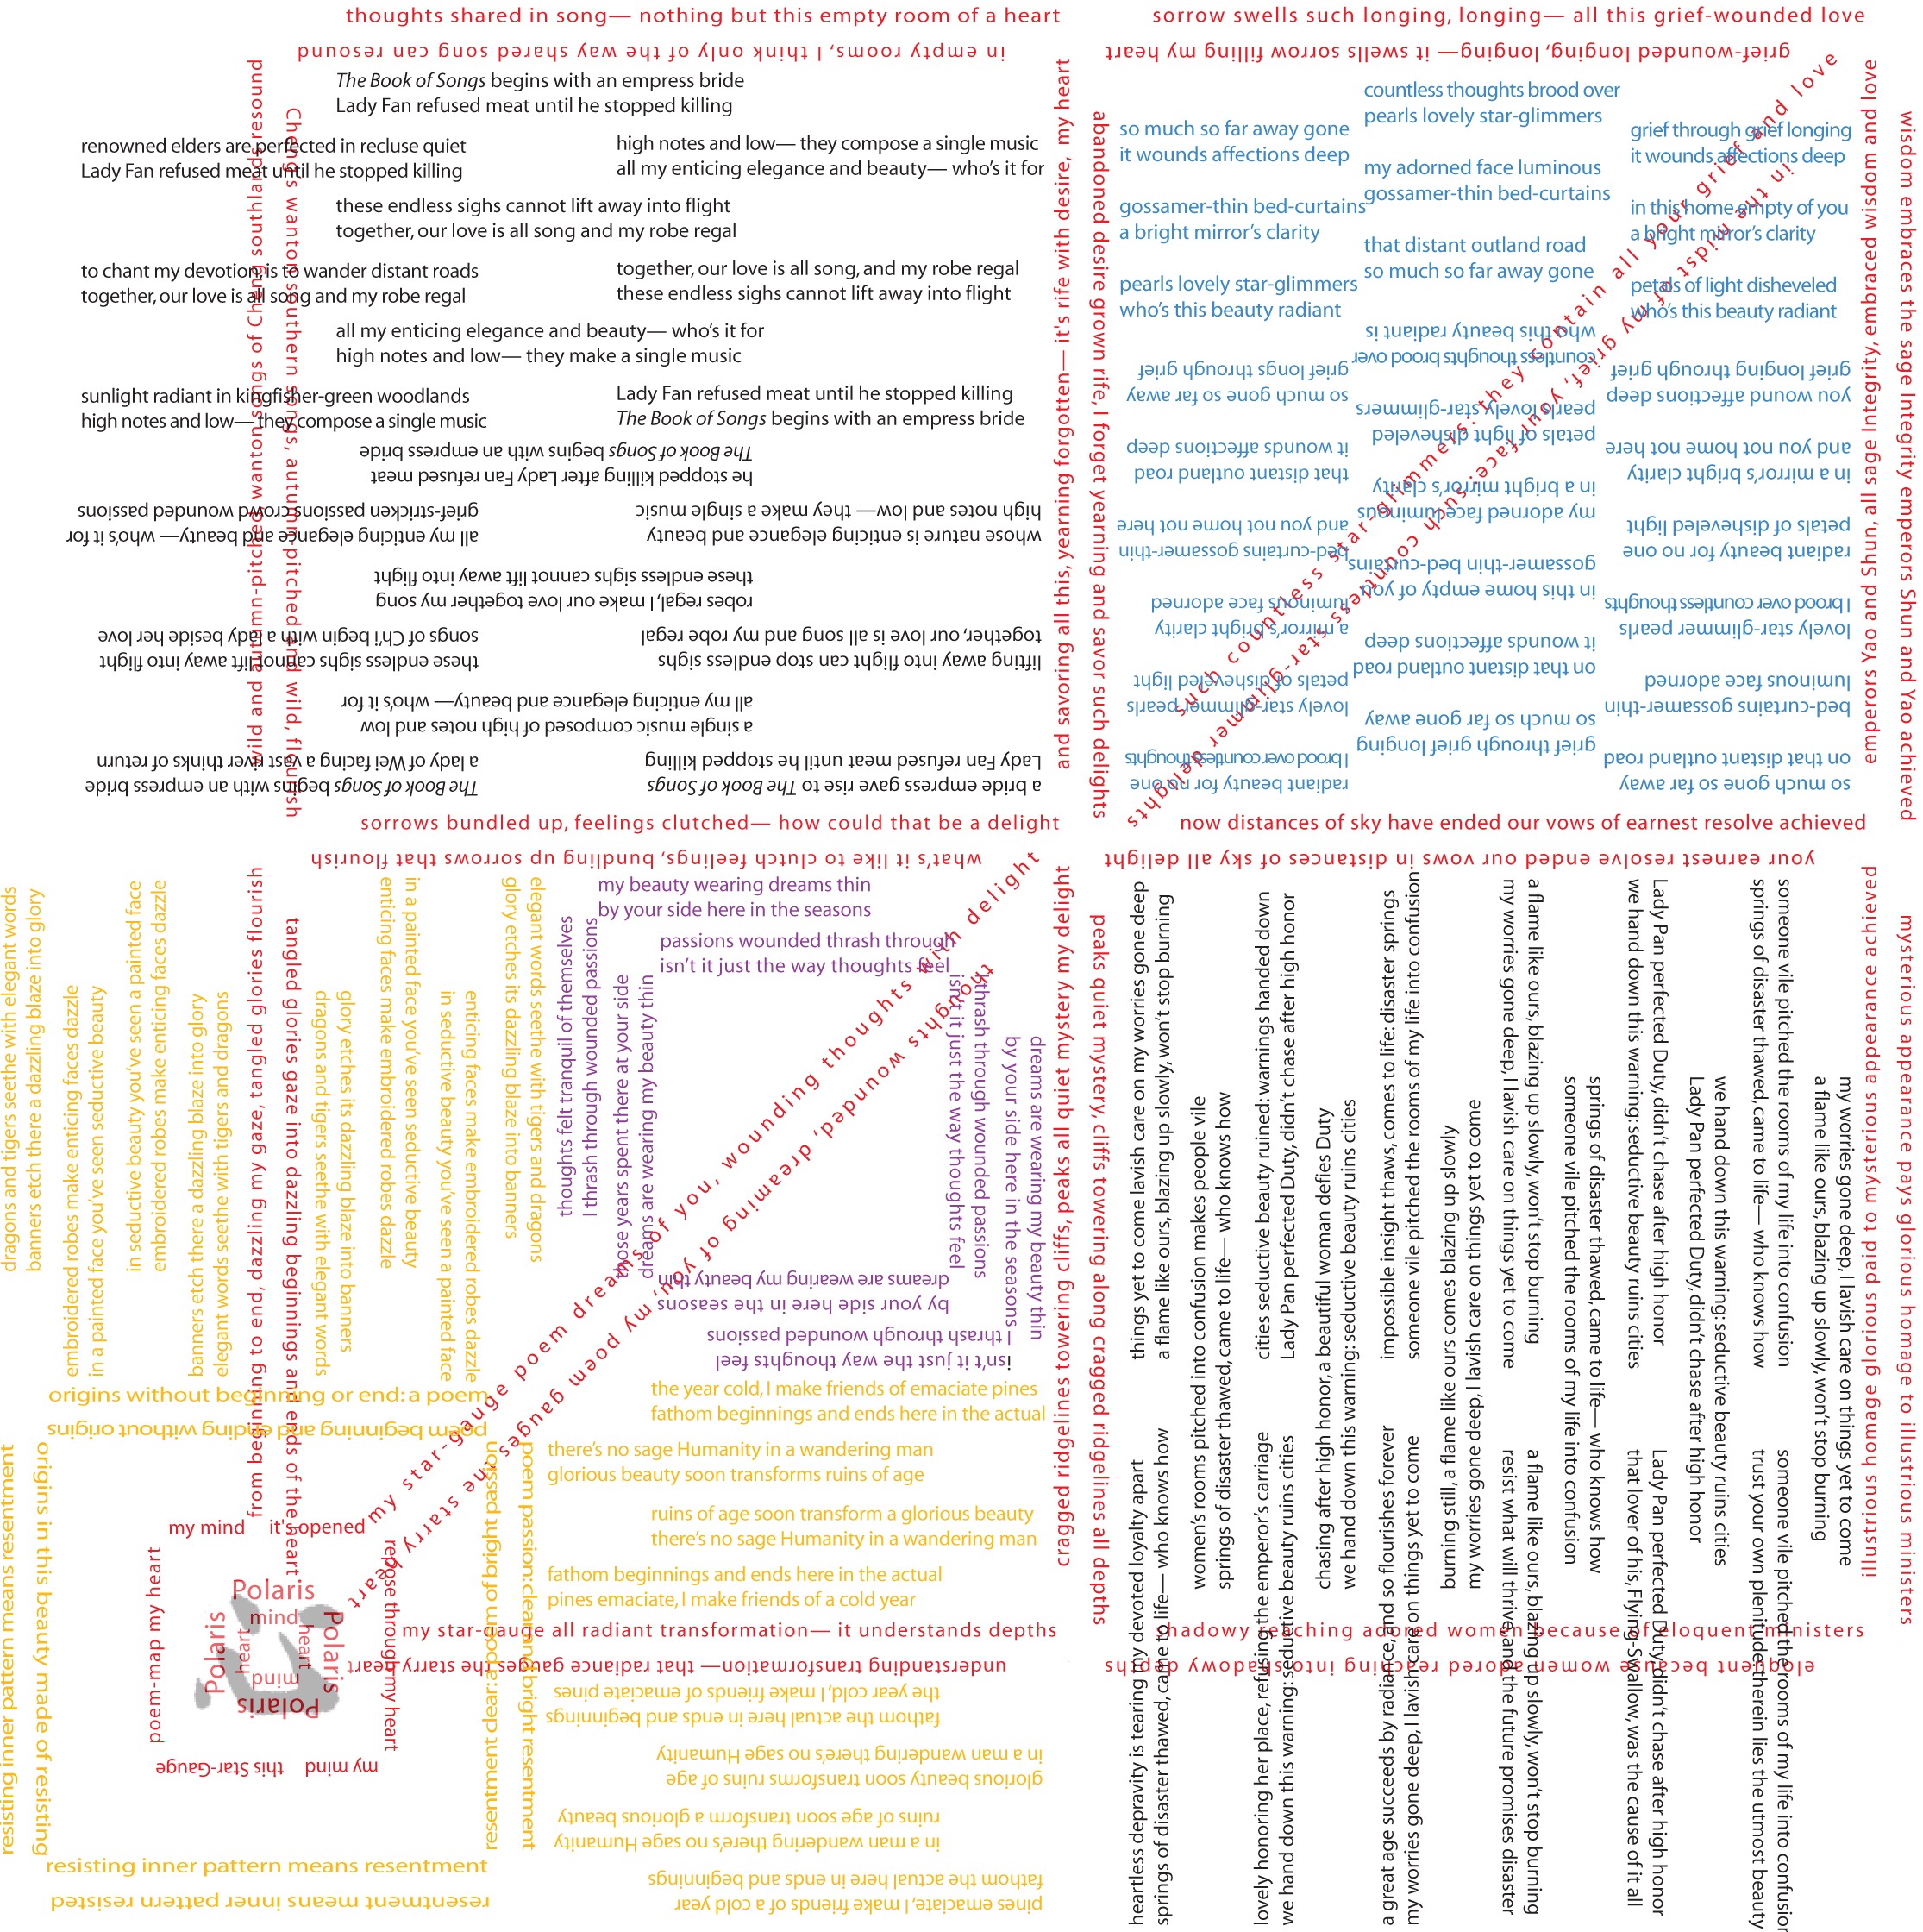 thoughts shared in song— nothing but this empty room of a heart
in empty rooms, I think only of the way shared song can resound
sorrow swells such longing, longing— all this grief-wounded love
grief-wounded longing, longing— it swells sorrow filling my heart
wild and autumn-pitched wanton songs of Cheng southlands resound
Cheng's wanton southern songs, autumn-pitched and wild, flourish
The Book of Songs begins with an empress bride
Lady Fan refused meat until he stopped killing
renowned elders are perfected in recluse quiet
Lady Fan refused meat until he stopped killing
high notes and low— they compose a single music
all my enticing elegance and beauty— who's it for
these endless sighs cannot lift away into flight
together, our love is all song and my robe regal
to chant my devotion is to wander distant roads
together, our love is all song and my robe regal
together, our love is all song, and my robe regal
these endless sighs cannot lift away into flight
all my enticing elegance and beauty— who's it for
high notes and low— they make a single music
sunlight radiant in kingfisher-green woodlands
high notes and low— they compose a single music
Lady Fan refused meat until he stopped killing
The Book of Songs begins with an empress bride
he stopped killing after Lady Fan refused meat
The Book of Songs begins with an empress bride
all my enticing elegance and beauty— who's it for
grief-stricken passions crowd wounded passions
whose nature is enticing elegance and beauty
high notes and low— they make a single music
robes regal, I make our love together my song
these endless sighs cannot lift away into flight
these endless sighs cannot lift away into flight
songs of Ch'i begin with a lady beside her love
lifting away into flight can stop endless sighs
together, our love is all song and my robe regal
a single music composed of high notes and low
all my enticing elegance and beauty— who's it for
The Book of Songs begins with an empress bride
a lady of Wei facing a vast river thinks of return
a bride empress gave rise to The Book of Songs
Lady Fan refused meat until he stopped killing
and savoring all this, yearning forgotten— it's rife with desire, my heart
abandoned desire grown rife, I forget yearning and savor such delights
countless thoughts brood over
pearls lovely star-glimmers
so much so far away gone
it wounds affections deep
grief through grief longing
it wounds affections deep
my adorned face luminous
gossamer-thin bed-curtains
gossamer-thin bed-curtains
a bright mirror's clarity
in this home empty of you
a bright mirror's clarity
that distant outland road
so much so far away gone
pearls lovely star-glimmers
who's this beauty radiant
petals of light disheveled
who's this beauty radiant
countless thoughts brood over
who's this beauty radiant
so much gone so far away
grief longs through grief
you wound affections deep
grief longing through grief
petals of light disheveled
pearls lovely star-glimmers
that distant outland road
it wounds affections deep
in a mirror's bright clarity
and you not home not here
my adorned face luminous
in a bright mirror's clarity
bed-curtains gossamer-thin
and you not home not here
radiant beauty for no one
petals of disheveled light
in this home empty of you
gossamer-thin bed-curtains
a mirror's bright clarity
luminous face adorned
lovely star-glimmer pearls
I brood over countless thoughts
on that distant outland road
it wounds affections deep
lovely star-glimmer pearls
petals of disheveled light
bed-curtains gossamer-thin
luminous face adorned
grief through grief longing
so much so far gone away
radiant beauty for no one
I brood over countless thoughts
so much gone so far away
on that distant outland road
such countless star-glimmers: they contain all your grief and love
in the midst of my grief, your face: such countless star-glimmer delights
emperors Yao and Shun, all sage Integrity, embraced wisdom and love
wisdom embraces the sage Integrity emperors Shun and Yao achieved
sorrows bundled up, feelings clutched— how could that be a delight
what's it like to clutch feelings, bundling up sorrows that flourish
now distances of sky have ended our vows of earnest resolve achieved
your earnest resolve ended our vows in distances of sky all delight
dragons and tigers seethe with elegant words
banners etch there a dazzling blaze into glory
embroidered robes make enticing faces dazzle
in a painted face you've seen seductive beauty
in seductive beauty you've seen a painted face
embroidered robes make enticing faces dazzle
banners etch there a dazzling blaze into glory
elegant words seethe with tigers and dragons
from beginning to end, dazzling my gaze, tangled glories flourish
tangled glories gaze into dazzling beginnings and ends of the heart
glory etches its dazzling blaze into banners
dragons and tigers seethe with elegant words
in a painted face you've seen seductive beauty
enticing faces make embroidered robes dazzle
enticing faces make embroidered robes dazzle
in seductive beauty you've seen a painted face
elegant words seethe with tigers and dragons
glory etches its dazzling blaze into banners
my beauty wearing dreams thin
by your side here in the seasons
passions wounded thrash through
isn't it just the way thoughts feel
thoughts felt tranquil of themselves
I thrash through wounded passions
those years spent there at your side
dreams are wearing my beauty thin
I thrash through wounded passions
isn't it just the way thoughts feel
dreams are wearing my beauty thin
by your side here in the seasons
by your side here in the seasons
dreams are wearing my beauty thin
isn't it just the way thoughts feel
I thrash through wounded passions
my star-gauge poem dreams of you, wounding thoughts with delight
thoughts wounded, dreaming of you, my poem gauges the starry heart
cragged ridgelines towering cliffs, peaks all quiet mystery my delight
peaks quiet mystery, cliffs towering along cragged ridgelines all depths
things yet to come lavish care on my worries gone deep
a flame like ours, blazing up slowly, won't stop burning
women's rooms pitched into confusion makes people vile
springs of disaster thawed, came to life— who knows how
cities seductive beauty ruined: warnings handed down
Lady Pan perfected Duty, didn't chase after high honor
chasing after high honor, a beautiful woman defies Duty
we hand down this warning: seductive beauty ruins cities
impossible insight thaws, comes to life: disaster springs
someone vile pitched the rooms of my life into confusion
burning still, a flame like ours comes blazing up slowly
my worries gone deep, I lavish care on things yet to come
a flame like ours, blazing up slowly, won't stop burning
my worries gone deep, I lavish care on things yet to come
springs of disaster thawed, came to life— who knows how
someone vile pitched the rooms of my life into confusion
Lady Pan perfected Duty, didn't chase after high honor
we hand down this warning: seductive beauty ruins cities
we hand down this warning: seductive beauty ruins cities
Lady Pan perfected Duty, didn't chase after high honor
someone vile pitched the rooms of my life into confusion
springs of disaster thawed, came to life— who knows how
my worries gone deep, I lavish care on things yet to come
a flame like ours, blazing up slowly, won't stop burning
illustrious homage glorious all paid to mysterious appearance achieved
mysterious appearance pays glorious homage to illustrious ministers
heartless depravity is tearing my devoted loyalty apart
springs of disaster thawed, came to life— who knows how
lovely honoring her place, refusing the emperor's carriage
we hand down this warning: seductive beauty ruins cities
a great age succeeds by radiance, and so flourishes forever
my worries gone deep, I lavish care on things yet to come
a flame like ours, blazing up slowly, won't stop burning
resist what will thrive, and the future promises disaster
Lady Pan perfected Duty, didn't chase after high honor
that lover of his, Flying-Swallow, was the cause of it all
someone vile pitched the rooms of my life into confusion
trust your own plenitude: therein lies the utmost beauty
origins without beginning or end: a poem
poem beginning and ending without origins
resisting inner pattern means resentment
origins in this beauty made of resisting
poem passion: clear and bright resentment
resentment clear: a poem of bright passion
resisting inner pattern means resentment
resentment means inner pattern resisted
my mind it's opened
poem-map my heart
repose through my heart
my mind this Star-Gauge
Polaris
Polaris
Polaris
Polaris
mind
heart
heart
mind
the year cold, I make friends of emaciate pines
fathom beginnings and ends here in the actual
there's no sage Humanity in a wandering man
glorious beauty soon transforms ruins of age
ruins of age soon transform a glorious beauty
there's no sage Humanity in a wandering man
fathom beginnings and ends here in the actual
pines emaciate, I make friends of a cold year
my star-gauge all radiant transformation— it understands depths
understanding transformation— that radiance gauges the starry heart
shadowy reaching adored women because of eloquent ministers
eloquent because women adored reaching into shadowy depths
fathom the actual here in ends and beginnings
the year cold, I make friends of emaciate pines
glorious beauty soon transforms ruins of age
in a man wandering there's no sage Humanity
in a man wandering there's no sage Humanity
ruins of age soon transform a glorious beauty
pines emaciate, I make friends of a cold year
fathom the actual here in ends and beginnings